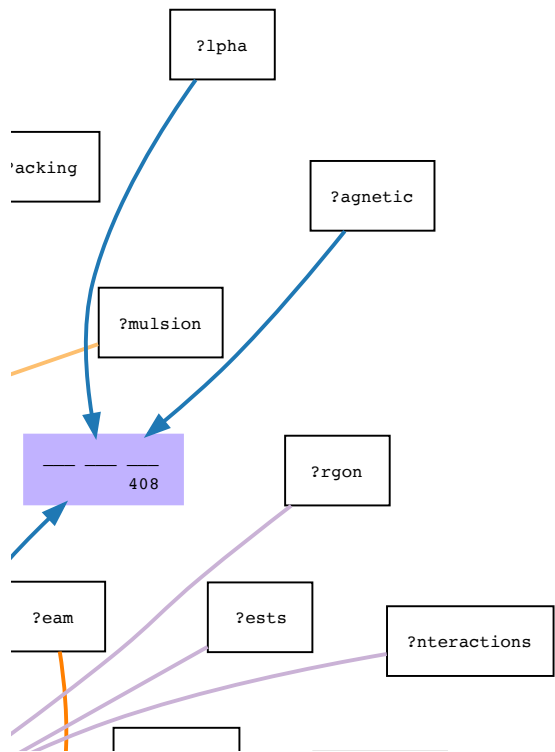 ?lpha
?acking
?agnetic
?mulsion
___ ___ ___
408
?rgon
?eam
?ests
?nteractions